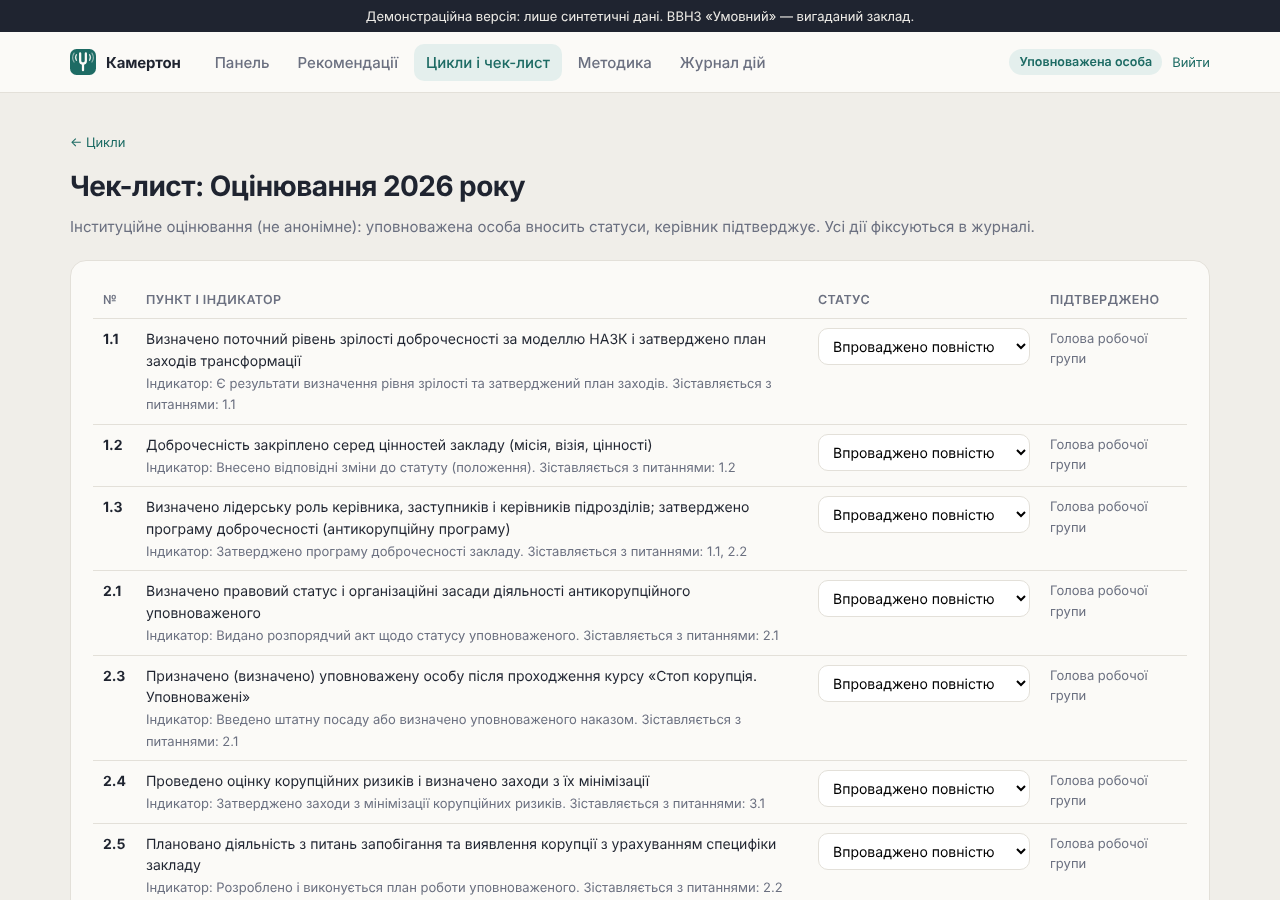 Демонстраційна версія: лише синтетичні дані. ВВНЗ «Умовний» — вигаданий заклад.
Камертон
Панель
Рекомендації
Цикли і чек-лист
Методика
Журнал дій
Уповноважена особа
Вийти
← Цикли
Чек-лист: Оцінювання 2026 року
Інституційне оцінювання (не анонімне): уповноважена особа вносить статуси, керівник підтверджує. Усі дії фіксуються в журналі.
№
ПУНКТ І ІНДИКАТОР
СТАТУС
ПІДТВЕРДЖЕНО
1.1
Визначено поточний рівень зрілості доброчесності за моделлю НАЗК і затверджено план
заходів трансформації
Індикатор: Є результати визначення рівня зрілості та затверджений план заходів. Зіставляється з
питаннями: 1.1
Впроваджено повністю
Голова робочої
групи
1.2
Доброчесність закріплено серед цінностей закладу (місія, візія, цінності)
Індикатор: Внесено відповідні зміни до статуту (положення). Зіставляється з питаннями: 1.2
Впроваджено повністю
Голова робочої
групи
1.3
Визначено лідерську роль керівника, заступників і керівників підрозділів; затверджено
програму доброчесності (антикорупційну програму)
Індикатор: Затверджено програму доброчесності закладу. Зіставляється з питаннями: 1.1, 2.2
Впроваджено повністю
Голова робочої
групи
2.1
Визначено правовий статус і організаційні засади діяльності антикорупційного
уповноваженого
Індикатор: Видано розпорядчий акт щодо статусу уповноваженого. Зіставляється з питаннями: 2.1
Впроваджено повністю
Голова робочої
групи
2.3
Призначено (визначено) уповноважену особу після проходження курсу «Стоп корупція.
Уповноважені»
Індикатор: Введено штатну посаду або визначено уповноваженого наказом. Зіставляється з
питаннями: 2.1
Впроваджено повністю
Голова робочої
групи
2.4
Проведено оцінку корупційних ризиків і визначено заходи з їх мінімізації
Індикатор: Затверджено заходи з мінімізації корупційних ризиків. Зіставляється з питаннями: 3.1
Впроваджено повністю
Голова робочої
групи
2.5
Плановано діяльність з питань запобігання та виявлення корупції з урахуванням специфіки
закладу
Індикатор: Розроблено і виконується план роботи уповноваженого. Зіставляється з питаннями: 2.2
Впроваджено повністю
Голова робочої
групи